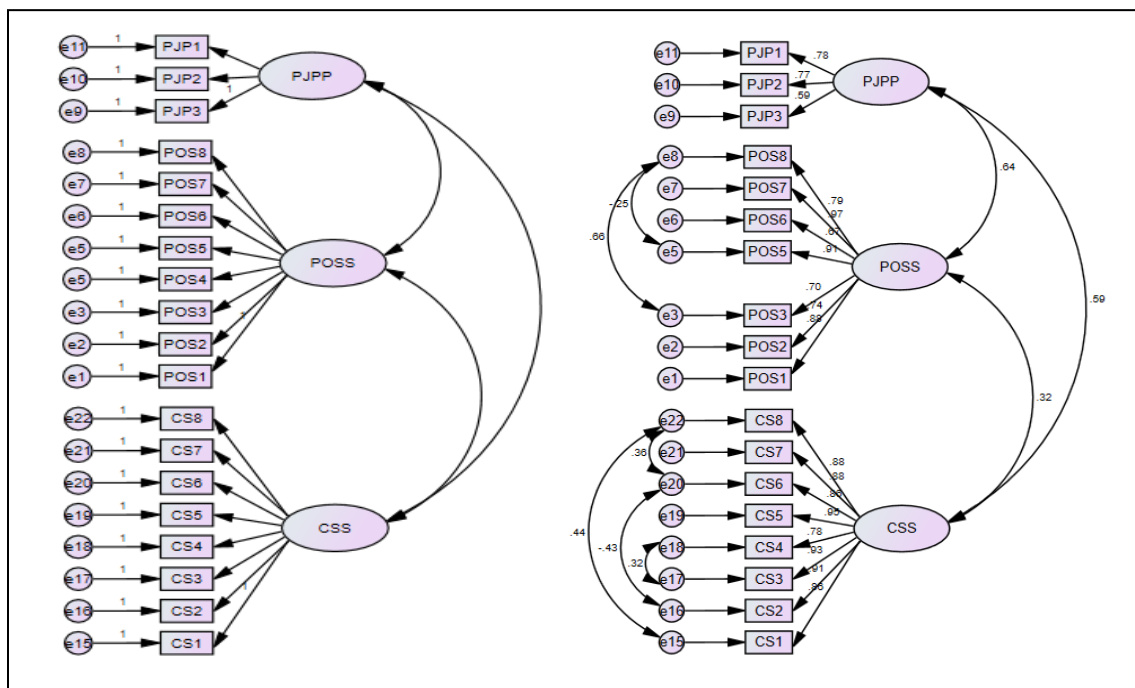 e11 1 PJP1
e10 1 PJP2
e9 1 PJP3
1
PJPP
e8 1 POS8
e7 1 POS7
e6 1 POS6
e5 1 POS5
e5 1 POS4
e3 1 POS3
e2 1 POS2
e1 1 POS1
1
POSS
e22 1 CS8
e21 1 CS7
e20 1 CS6
e19 1 CS5
e18 1 CS4
e17 1 CS3
e16 1 CS2
e15 1 CS1
1
CSS
e11 PJP1 .78
e10 PJP2 .77
e9 PJP3 .59
PJPP
.64
.59
e8 POS8 .79
e7 POS7 .97
e6 POS6 .67
e5 POS5 .91
-.25
.66
POSS
e3 POS3 .70
e2 POS2 .74
e1 POS1 .88
.32
e22 CS8 .88
e21 CS7 .88
e20 CS6
e19 CS5 .95
e18 CS4 .78
e17 CS3 .93
e16 CS2 .91
e15 CS1 .86
.36
.44
-.43
.32
CSS